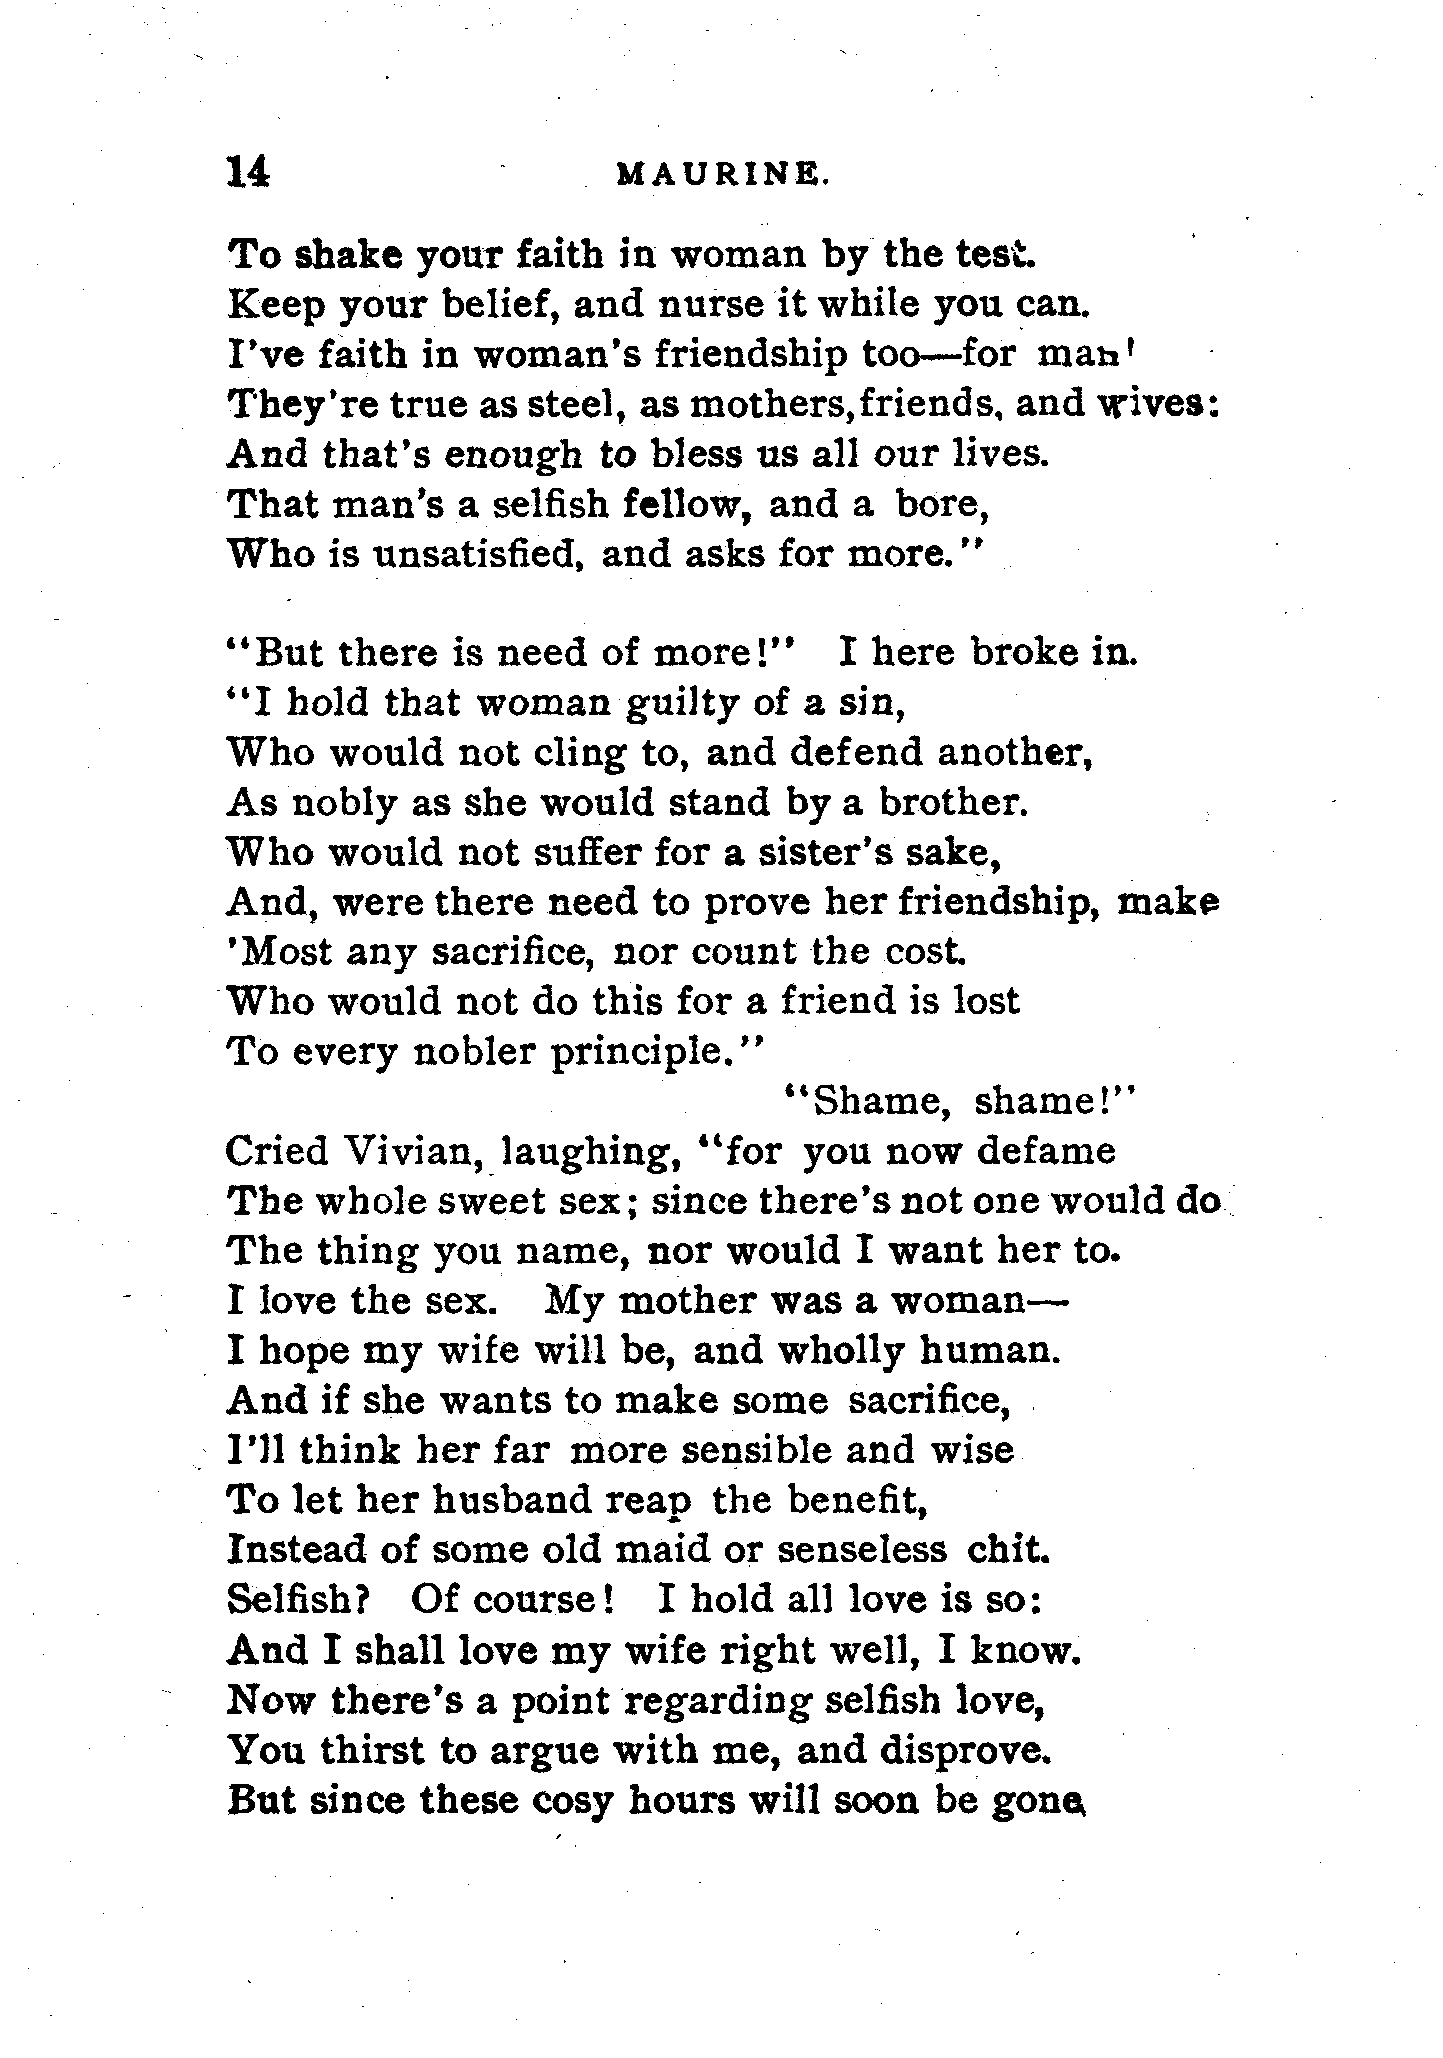 14 MAURINE.
To shake your faith in woman by the test.
Keep your belief, and nurse it while you can.
I've faith in woman's friendship too—for man!
They're true as steel, as mothers, friends, and wives:
And that's enough to bless us all our lives.
That man's a selfish fellow, and a bore,
Who is unsatisfied, and asks for more."
"But there is need of more!" I here broke in.
"I hold that woman guilty of a sin,
Who would not cling to, and defend another,
As nobly as she would stand by a brother.
Who would not suffer for a sister's sake,
And, were there need to prove her friendship, make
'Most any sacrifice, nor count the cost.
Who would not do this for a friend is lost
To every nobler principle."
"Shame, shame!"
Cried Vivian, laughing, "for you now defame
The whole sweet sex; since there's not one would do
The thing you name, nor would I want her to.
I love the sex. My mother was a woman—
I hope my wife will be, and wholly human.
And if she wants to make some sacrifice,
I'll think her far more sensible and wise
To let her husband reap the benefit,
Instead of some old maid or senseless chit.
Selfish? Of course! I hold all love is so:
And I shall love my wife right well, I know.
Now there's a point regarding selfish love,
You thirst to argue with me, and disprove.
But since these cosy hours will soon be gone,